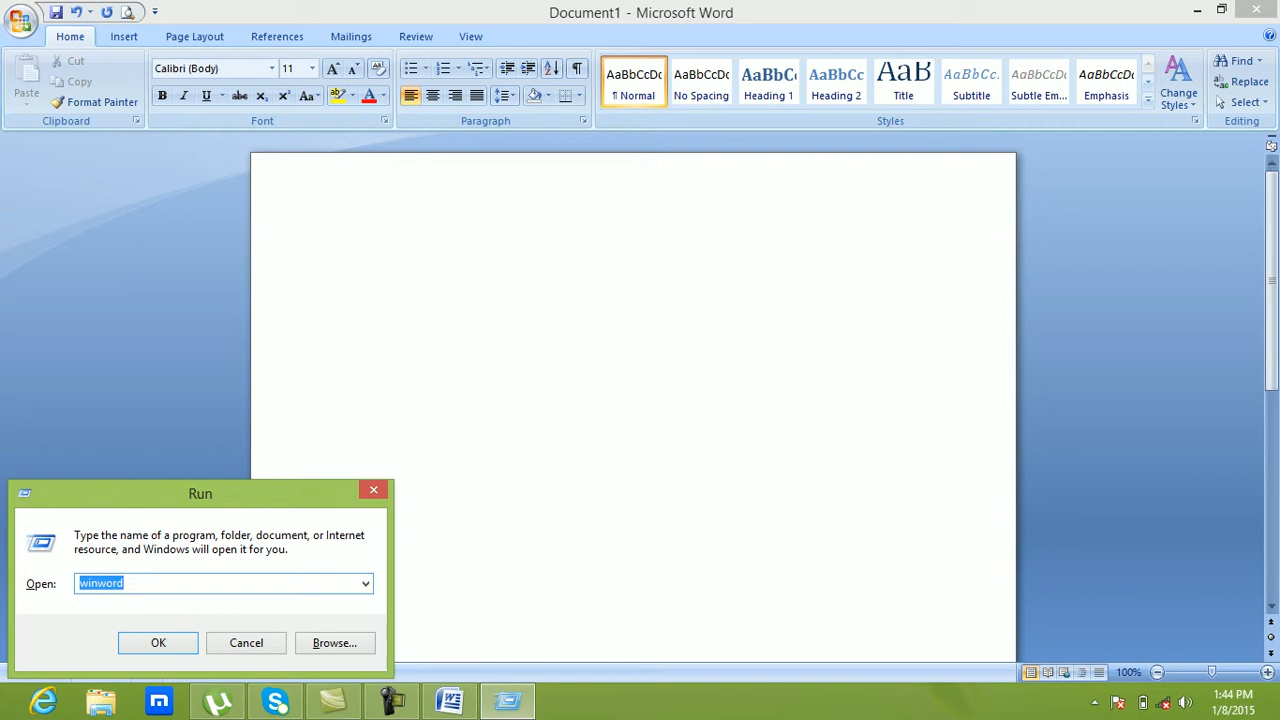 Document1 - Microsoft Word
Home Insert Page Layout References Mailings Review View
Paste
Cut
Copy
Format Painter
Clipboard
Calibri (Body) 11
Font
Paragraph
AaBbCcDc AaBbCcDc AaBbCc AaBbCc AaB AaBbCc. AaBbCcDc AaBbCcDc
¶ Normal No Spacing Heading 1 Heading 2 Title Subtitle Subtle Em... Emphasis
Change Styles
Styles
Find
Replace
Select
Editing
Run
Type the name of a program, folder, document, or Internet
resource, and Windows will open it for you.
Open: winword
OK Cancel Browse...
100%
1:44 PM
1/8/2015